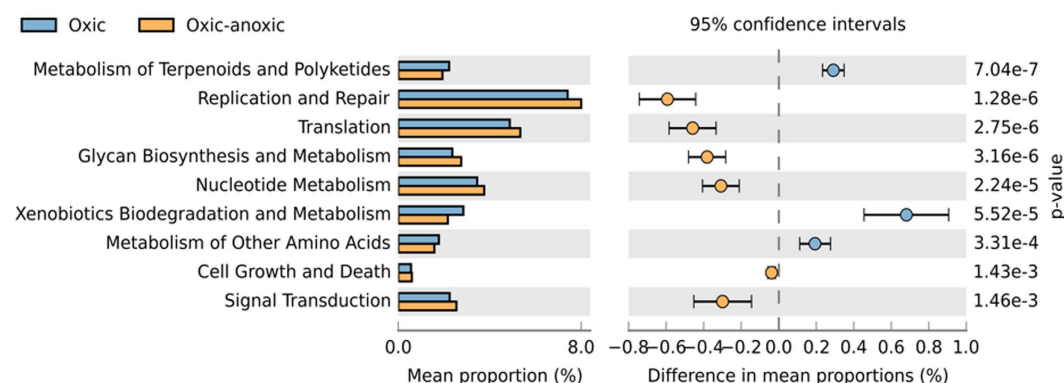 Oxic Oxic-anoxic
95% confidence intervals
Metabolism of Terpenoids and Polyketides 7.04e-7
Replication and Repair 1.28e-6
Translation 2.75e-6
Glycan Biosynthesis and Metabolism 3.16e-6
Nucleotide Metabolism 2.24e-5
Xenobiotics Biodegradation and Metabolism 5.52e-5
Metabolism of Other Amino Acids 3.31e-4
Cell Growth and Death 1.43e-3
Signal Transduction 1.46e-3
p-value
0.0 8.0 −0.8 −0.6 −0.4 −0.2 0.0 0.2 0.4 0.6 0.8 1.0
Mean proportion (%) Difference in mean proportions (%)